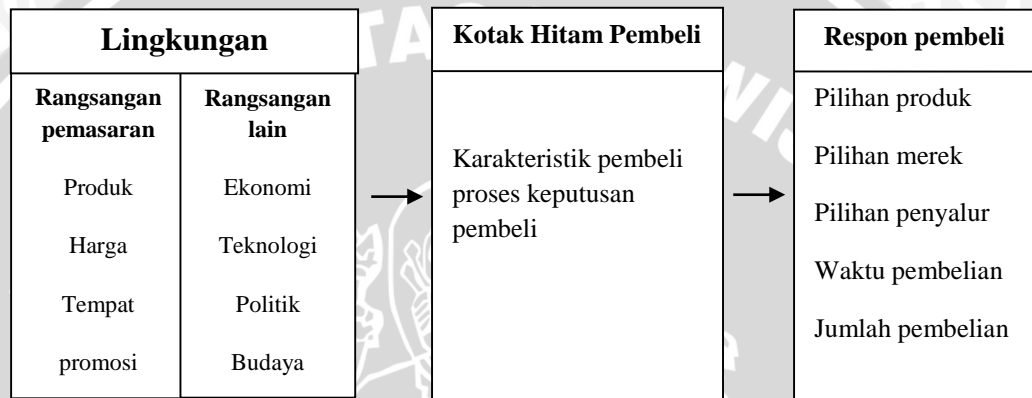 Lingkungan
Rangsangan
pemasaran
Produk
Harga
Tempat
promosi
Rangsangan
lain
Ekonomi
Teknologi
Politik
Budaya
Kotak Hitam Pembeli
Karakteristik pembeli
proses keputusan
pembeli
Respon pembeli
Pilihan produk
Pilihan merek
Pilihan penyalur
Waktu pembelian
Jumlah pembelian